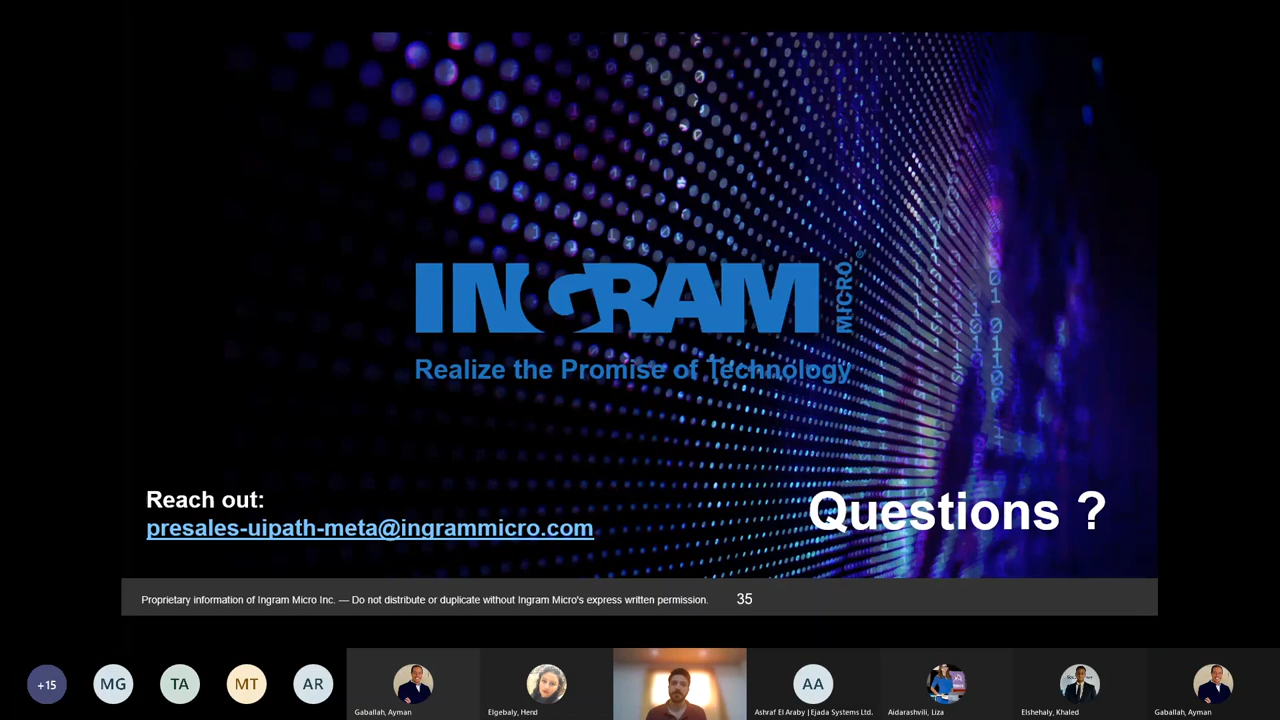 INGRAM MICRO®
Realize the Promise of Technology
Reach out:
presales-uipath-meta@ingrammicro.com
Questions ?
Proprietary information of Ingram Micro Inc. — Do not distribute or duplicate without Ingram Micro's express written permission. 35
+15 MG TA MT AR AA
Gaballah, Ayman
Elgebaly, Hend
Ashraf El Araby | Ejada Systems Ltd.
Aidarashvili, Liza
Elshehaly, Khaled
Gaballah, Ayman